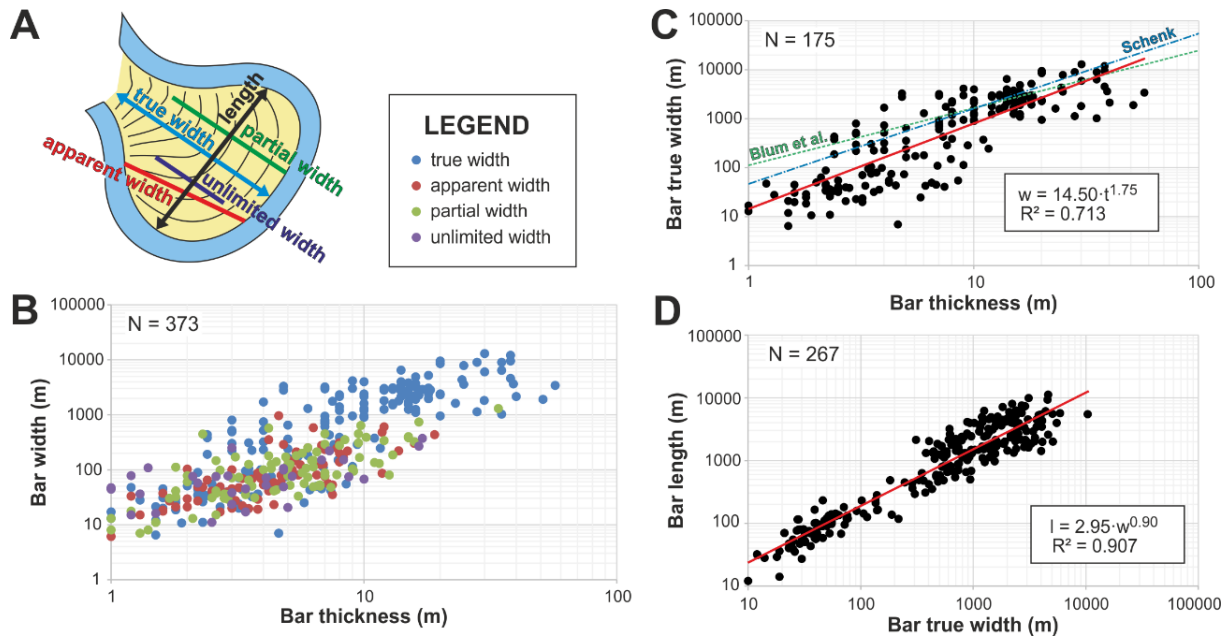 A
length
true width
partial width
apparent width
unlimited width
LEGEND
true width
apparent width
partial width
unlimited width
B
N = 373
100000
10000
1000
100
10
1
Bar width (m)
1
10
100
Bar thickness (m)
C
N = 175
100000
10000
1000
100
10
1
Bar true width (m)
Schenk
Blum et al.
w = 14.50·t^1.75
R² = 0.713
1
10
100
Bar thickness (m)
D
N = 267
100000
10000
1000
100
10
Bar length (m)
l = 2.95·w^0.90
R² = 0.907
10
100
1000
10000
100000
Bar true width (m)